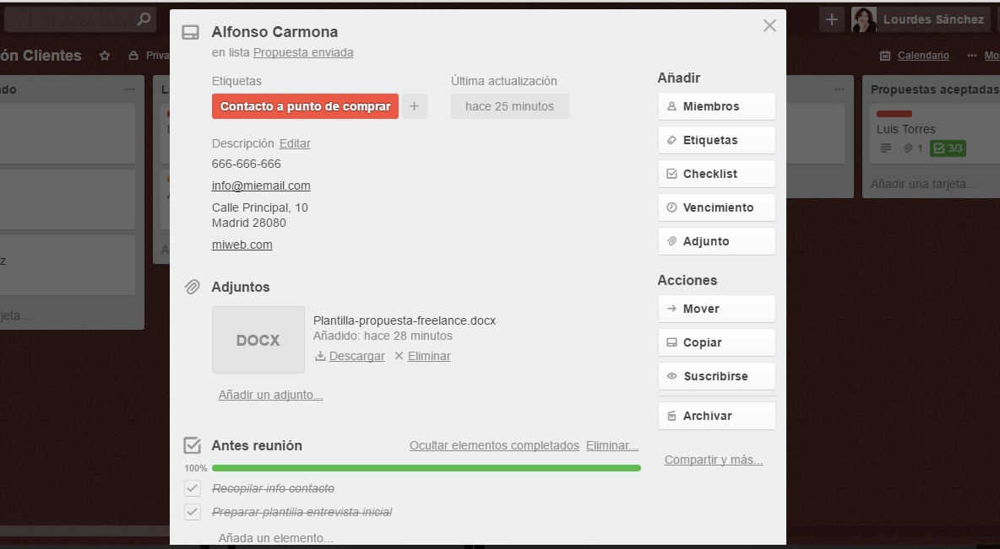 Lourdes Sánchez
ón Clientes
Priva
Calendario
... Mo
do
...
z
jeta...
L
A
...
Propuestas aceptadas
Luis Torres
1
3/3
Añadir una tarjeta...
Alfonso Carmona
en lista Propuesta enviada
Etiquetas
Última actualización
Contacto a punto de comprar
+
hace 25 minutos
Descripción Editar
666-666-666
info@miemail.com
Calle Principal, 10
Madrid 28080
miweb.com
Adjuntos
DOCX
Plantilla-propuesta-freelance.docx
Añadido: hace 28 minutos
Descargar
Eliminar
Añadir un adjunto...
Antes reunión
Ocultar elementos completados
Eliminar...
100%
Recopilar info contacto
Preparar plantilla entrevista inicial
Añada un elemento...
Añadir
Miembros
Etiquetas
Checklist
Vencimiento
Adjunto
Acciones
Mover
Copiar
Suscribirse
Archivar
Compartir y más...